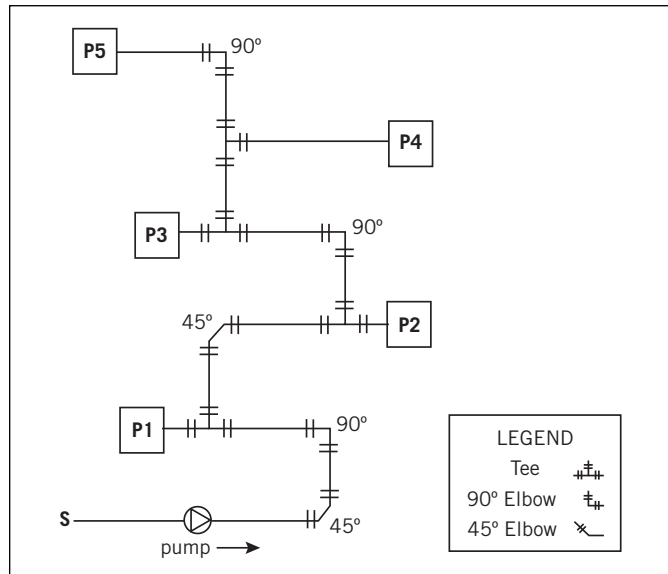 P5
90º
P4
P3
90º
45º
P2
P1
90º
LEGEND
Tee
90º Elbow
45º Elbow
S
45º
pump